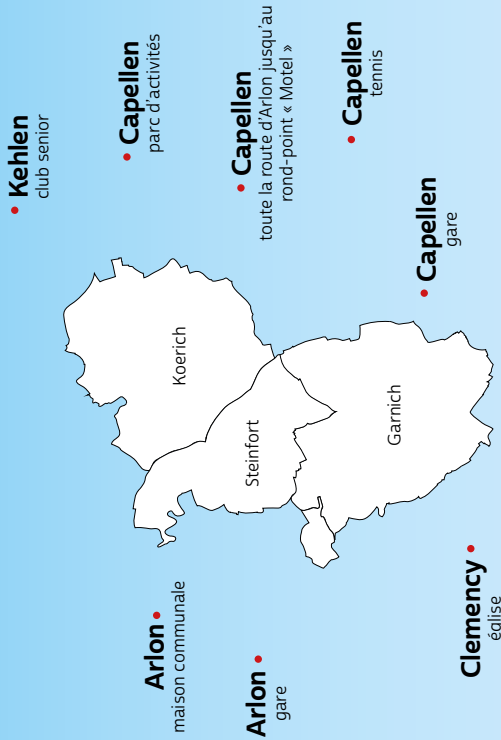 Kehlen
club senior
Capellen
parc d'activités
Capellen
toute la route d'Arlon jusqu'au
rond-point « Motel »
Capellen
tennis
Capellen
gare
Koerich
Steinfort
Garnich
Arlon
maison communale
Arlon
gare
Clemency
église